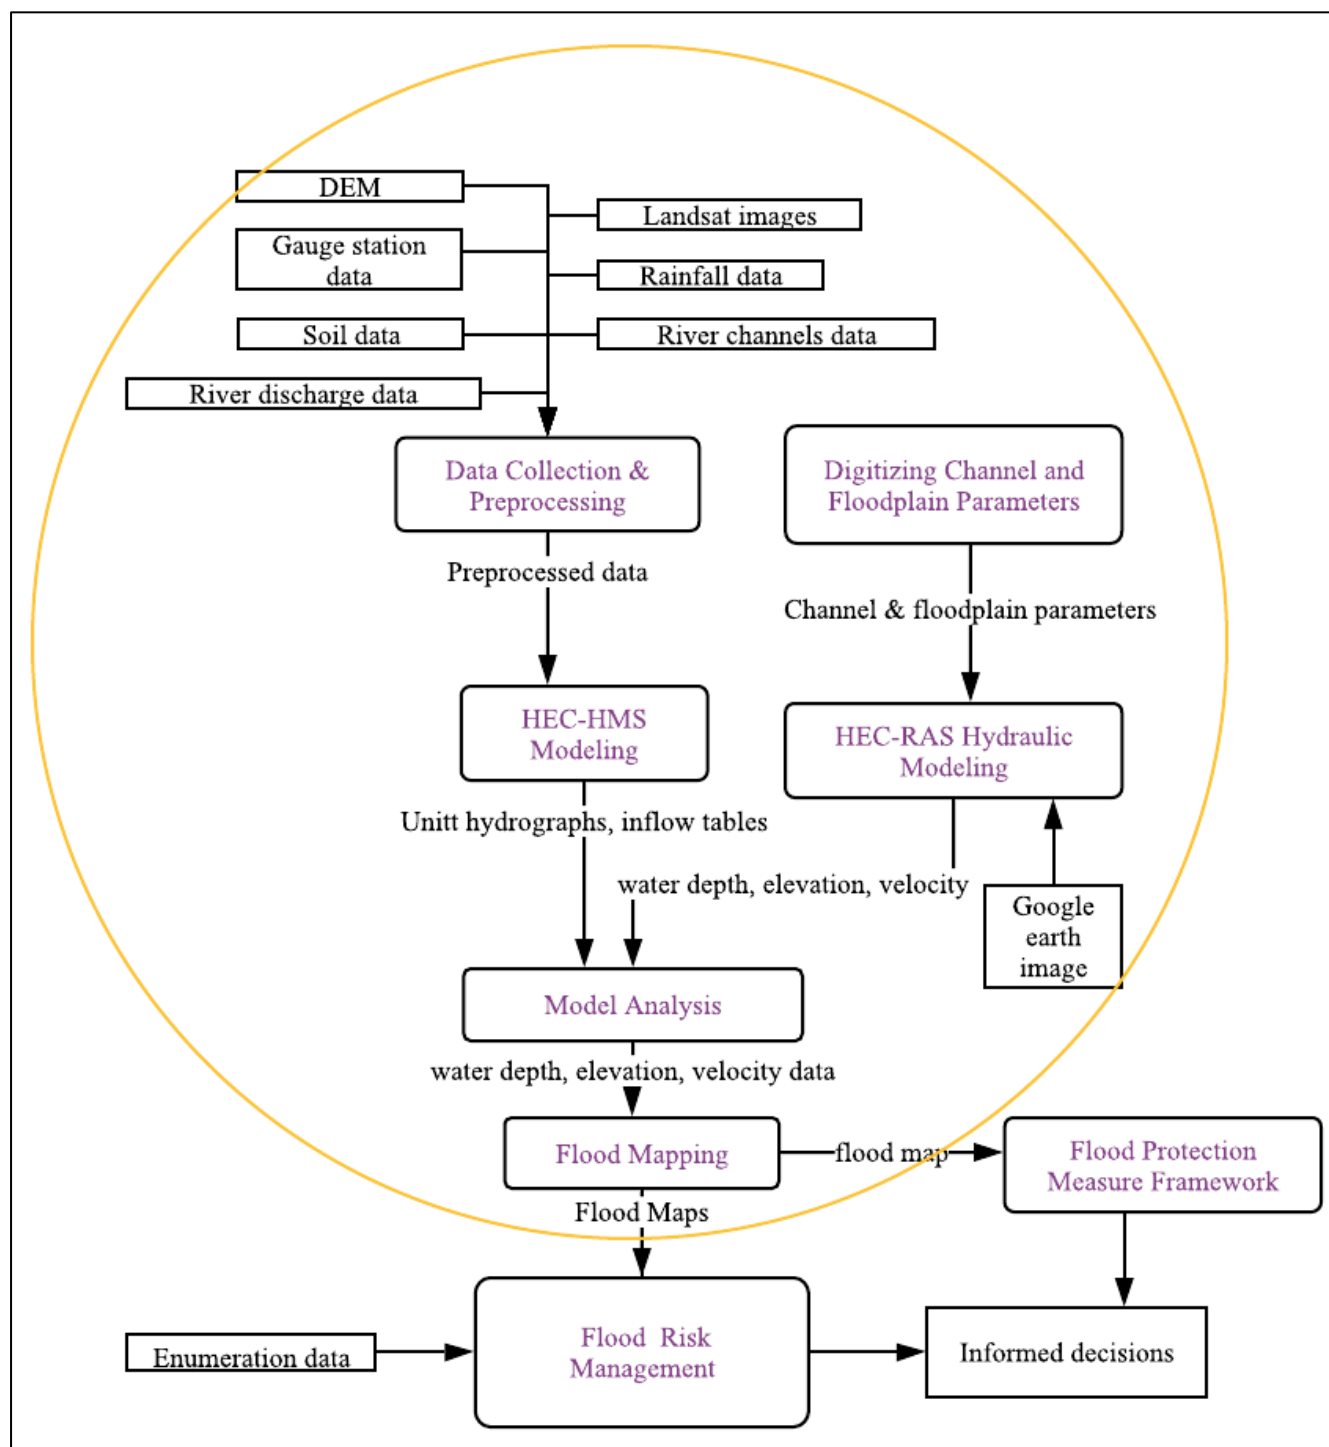 DEM
Landsat images
Gauge station
data
Rainfall data
Soil data
River channels data
River discharge data
Data Collection &
Preprocessing
Digitizing Channel and
Floodplain Parameters
Preprocessed data
Channel & floodplain parameters
HEC-HMS
Modeling
HEC-RAS Hydraulic
Modeling
Unitt hydrographs, inflow tables
water depth, elevation, velocity
Google
earth
image
Model Analysis
water depth, elevation, velocity data
Flood Mapping
flood map
Flood Protection
Measure Framework
Flood Maps
Enumeration data
Flood Risk
Management
Informed decisions